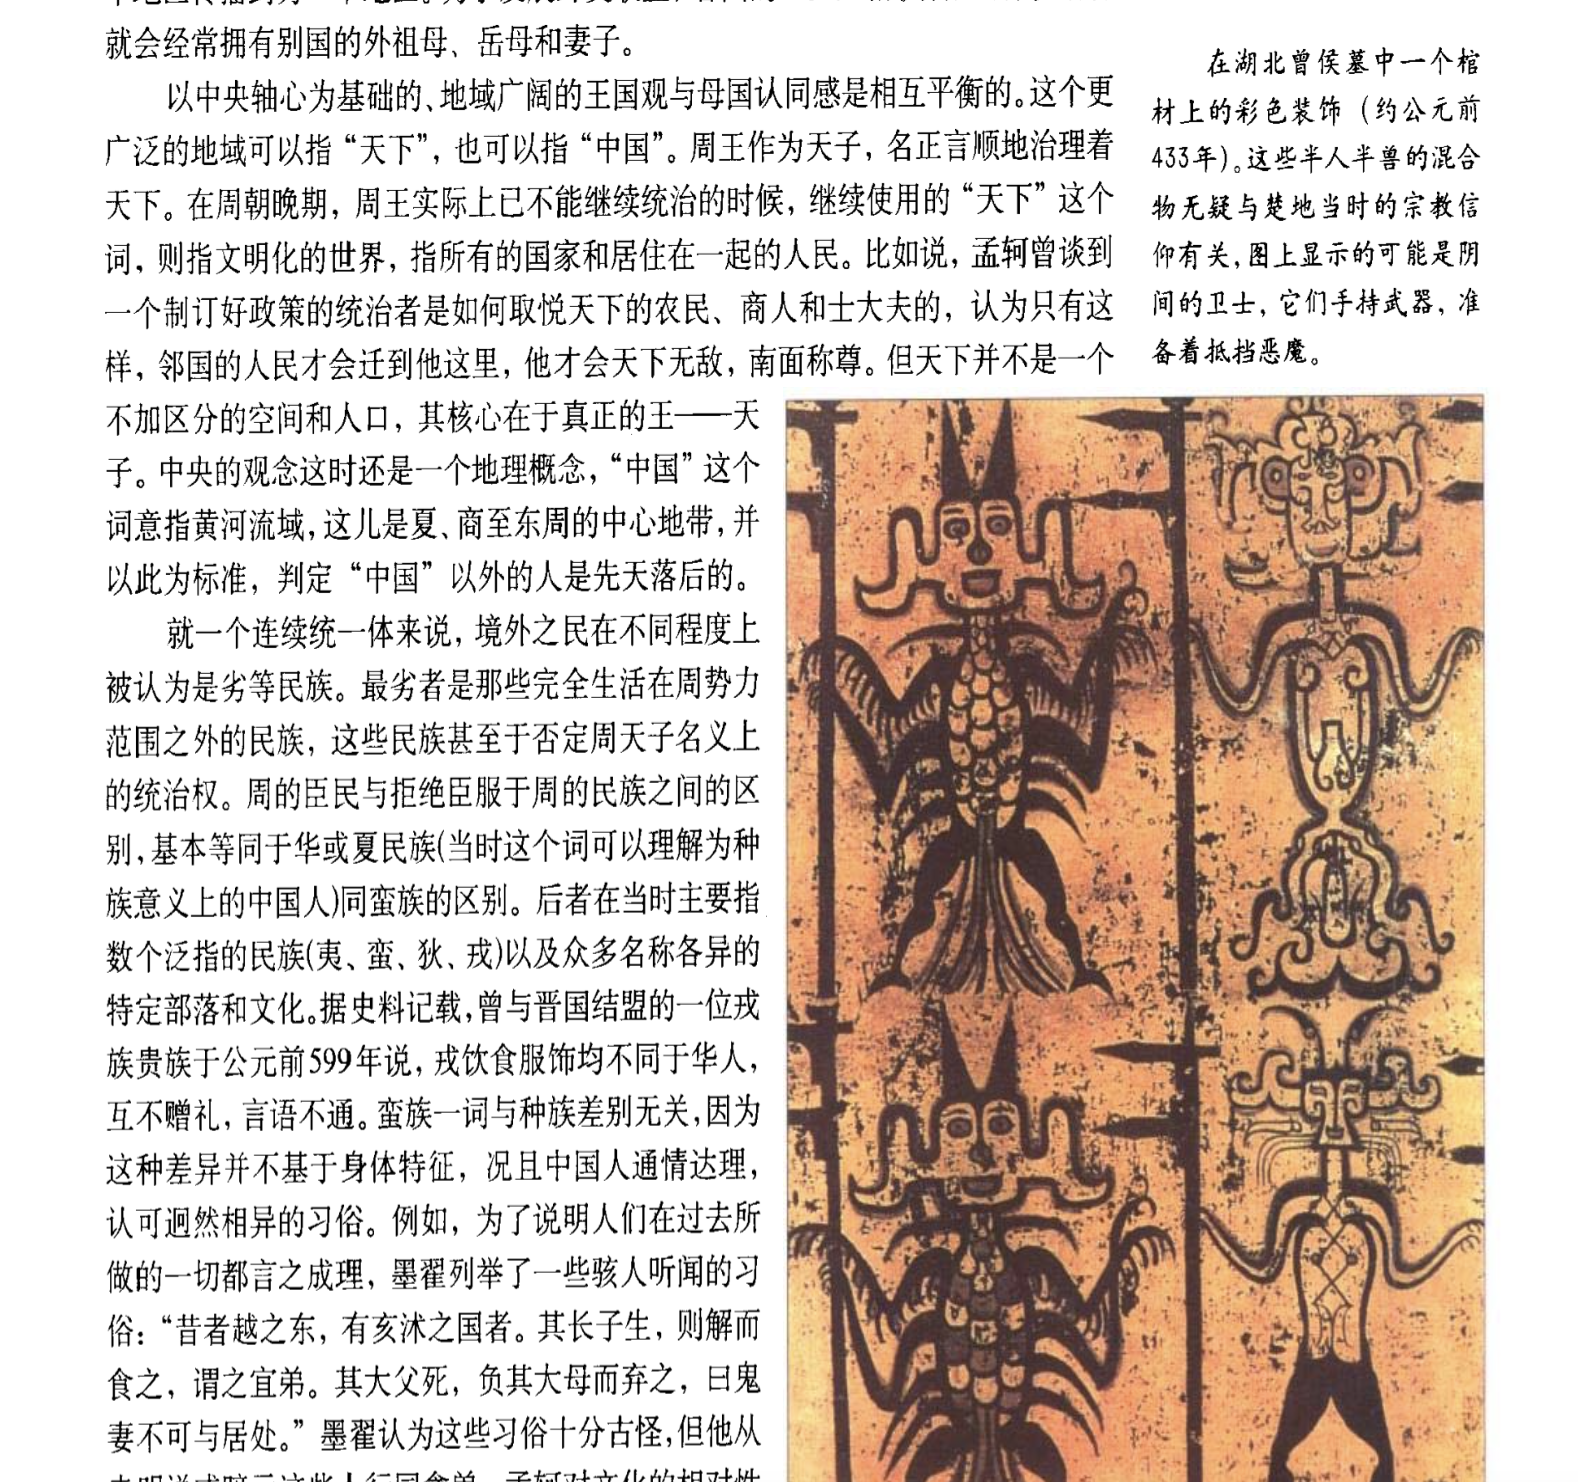 就会经常拥有别国的外祖母、岳母和妻子。
以中央轴心为基础的、地域广阔的王国观与母国认同感是相互平衡的。这个更
广泛的地域可以指“天下”，也可以指“中国”。周王作为天子，名正言顺地治理着
天下。在周朝晚期，周王实际上已不能继续统治的时候，继续使用的“天下”这个
词，则指文明化的世界，指所有的国家和居住在一起的人民。比如说，孟轲曾谈到
一个制订好政策的统治者是如何取悦天下的农民、商人和士大夫的，认为只有这
样，邻国的人民才会迁到他这里，他才会天下无敌，南面称尊。但天下并不是一个
不加区分的空间和人口，其核心在于真正的王——天
子。中央的观念这时还是一个地理概念，“中国”这个
词意指黄河流域，这儿是夏、商至东周的中心地带，并
以此为标准，判定“中国”以外的人是先天落后的。
就一个连续统一体来说，境外之民在不同程度上
被认为是劣等民族。最劣者是那些完全生活在周势力
范围之外的民族，这些民族甚至于否定周天子名义上
的统治权。周的臣民与拒绝臣服于周的民族之间的区
别，基本等同于华或夏民族(当时这个词可以理解为种
族意义上的中国人)同蛮族的区别。后者在当时主要指
数个泛指的民族(夷、蛮、狄、戎)以及众多名称各异的
特定部落和文化。据史料记载，曾与晋国结盟的一位戎
族贵族于公元前599年说，戎饮食服饰均不同于华人，
互不赠礼，言语不通。蛮族一词与种族差别无关，因为
这种差异并不基于身体特征，况且中国人通情达理，
认可迥然相异的习俗。例如，为了说明人们在过去所
做的一切都言之成理，墨翟列举了一些骇人听闻的习
俗：“昔者越之东，有亥沭之国者。其长子生，则解而
食之，谓之宜弟。其大父死，负其大母而弃之，曰鬼
妻不可与居处。”墨翟认为这些习俗十分古怪，但他从
在湖北曾侯墓中一个棺
材上的彩色装饰（约公元前
433年）。这些半人半兽的混合
物无疑与楚地当时的宗教信
仰有关，图上显示的可能是阴
间的卫士，它们手持武器，准
备着抵挡恶魔。